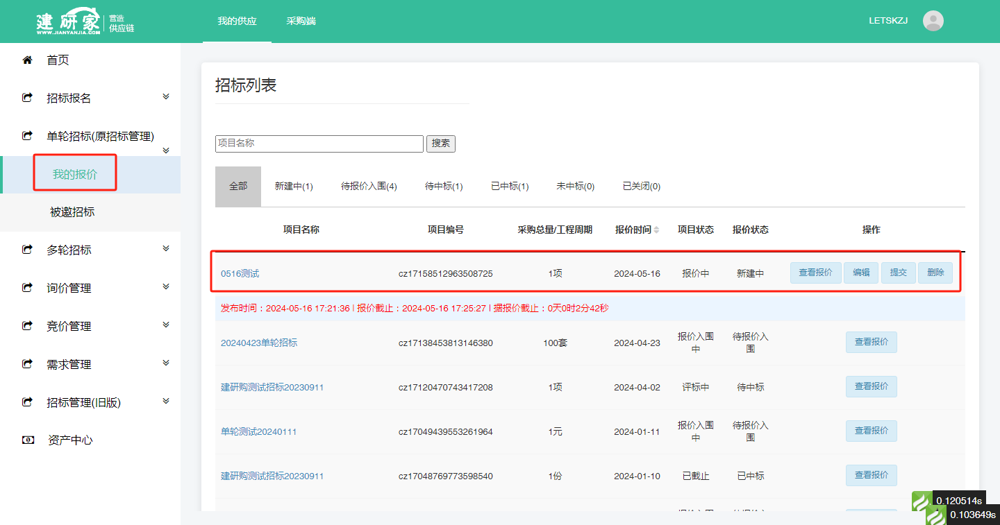 建研家
WWW.JIANYANJIA.COM
营造
供应链
我的供应
采购端
LETSKZJ
首页
招标报名
单轮招标(原招标管理)
我的报价
被邀招标
多轮招标
询价管理
竞价管理
需求管理
招标管理(旧版)
资产中心
招标列表
项目名称 搜索
全部 新建中(1) 待报价入围(4) 待中标(1) 已中标(1) 未中标(0) 已关闭(0)
项目名称 项目编号 采购总量/工程周期 报价时间 项目状态 报价状态 操作
0516测试 cz17158512963508725 1项 2024-05-16 报价中 新建中 查看报价 编辑 提交 删除
发布时间：2024-05-16 17:21:36 | 报价截止：2024-05-16 17:25:27 | 据报价截止：0天0时2分42秒
20240423单轮招标 cz17138453813146380 100套 2024-04-23 报价入围中 待报价入围 查看报价
建研购测试招标20230911 cz17120470743417208 1项 2024-04-02 评标中 待中标 查看报价
单轮测试20240111 cz17049439553261964 1元 2024-01-11 报价入围中 待报价入围 查看报价
建研购测试招标20230911 cz17048769773598540 1份 2024-01-10 已截止 已中标 查看报价
0.120514s
0.103649s